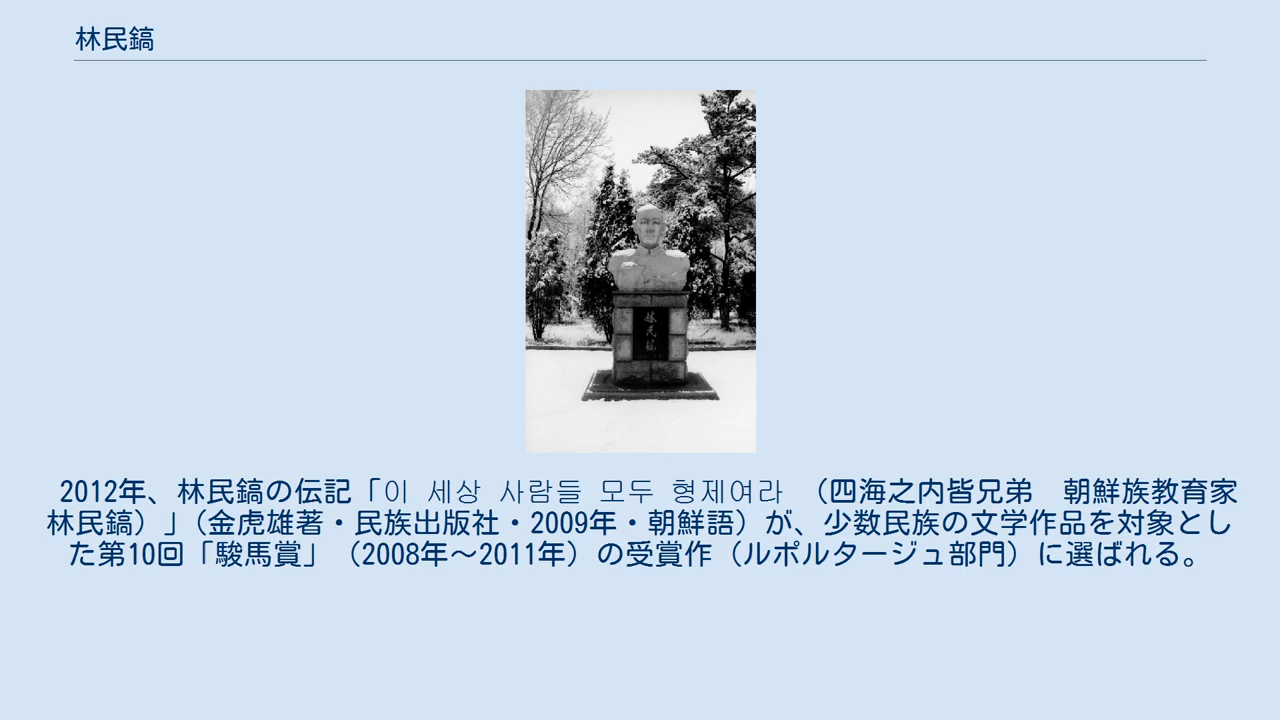 林民鎬
林民鎬
2012年、林民鎬の伝記「이 세상 사람들 모두 형제여라 （四海之内皆兄弟　朝鮮族教育家
林民鎬）」（金虎雄著・民族出版社・2009年・朝鮮語）が、少数民族の文学作品を対象とし
た第10回「駿馬賞」（2008年～2011年）の受賞作（ルポルタージュ部門）に選ばれる。